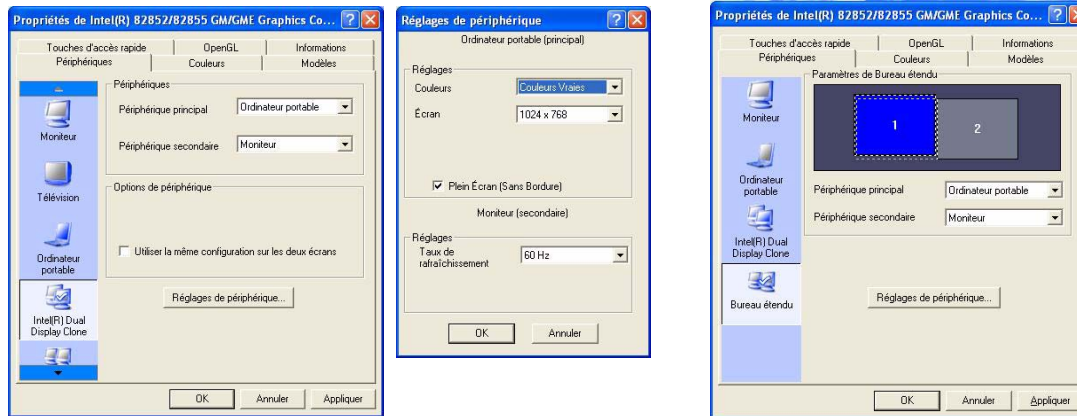 Propriétés de Intel(R) 82852/82855 GM/GME Graphics Co...
Touches d'accès rapide
OpenGL
Informations
Périphériques
Couleurs
Modèles
Moniteur
Télévision
Ordinateur
portable
Intel(R) Dual
Display Clone
Périphériques
Périphérique principal
Ordinateur portable
Périphérique secondaire
Moniteur
Options de périphérique
Utiliser la même configuration sur les deux écrans
Réglages de périphérique...
OK
Annuler
Appliquer
Réglages de périphérique
Ordinateur portable (principal)
Réglages
Couleurs
Couleurs Vraies
Écran
1024 x 768
Plein Écran (Sans Bordure)
Moniteur (secondaire)
Réglages
Taux de
rafraîchissement
60 Hz
OK
Annuler
Propriétés de Intel(R) 82852/82855 GM/GME Graphics Co...
Touches d'accès rapide
OpenGL
Informations
Périphériques
Couleurs
Modèles
Moniteur
Ordinateur
portable
Intel(R) Dual
Display Clone
Bureau étendu
Paramètres de Bureau étendu
1
2
Périphérique principal
Ordinateur portable
Périphérique secondaire
Moniteur
Réglages de périphérique...
OK
Annuler
Appliquer